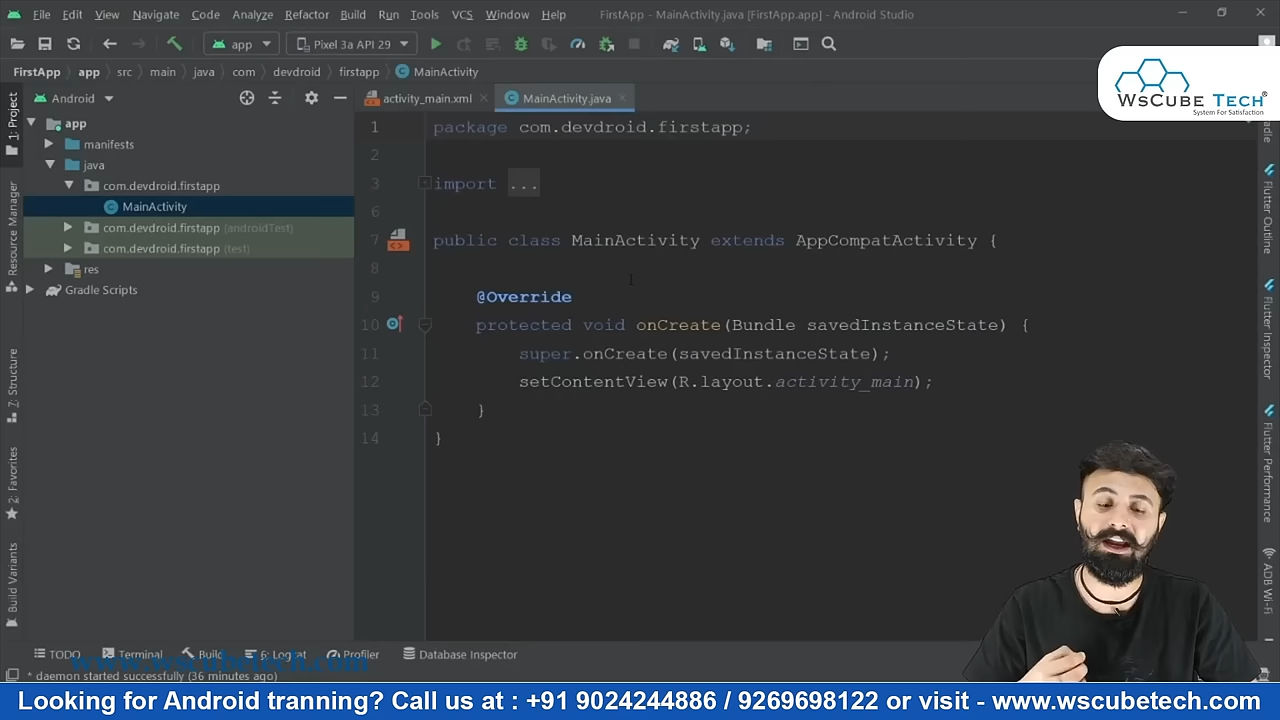 File Edit View Navigate Code Analyze Refactor Build Run Tools VCS Window Help FirstApp - MainActivity.java [FirstApp.app] - Android Studio
app Pixel 3a API 29
FirstApp app src main java com devdroid firstapp MainActivity
WsCube Tech®
System For Satisfaction
Android
activity_main.xml MainActivity.java
1: Project
Resource Manager
Z: Structure
2: Favorites
Build Variants
app
manifests
java
com.devdroid.firstapp
MainActivity
com.devdroid.firstapp (androidTest)
com.devdroid.firstapp (test)
res
Gradle Scripts
1 package com.devdroid.firstapp;
2
3 import ...
6
7 public class MainActivity extends AppCompatActivity {
8
9 @Override
10 protected void onCreate(Bundle savedInstanceState) {
11 super.onCreate(savedInstanceState);
12 setContentView(R.layout.activity_main);
13 }
14 }
Flutter Outline
Flutter Inspector
Flutter Performance
ADB Wi-Fi
TODO Terminal Build Profiler Database Inspector
www.wscubetech.com
* daemon started successfully (36 minutes ago)
Looking for Android tranning? Call us at : +91 9024244886 / 9269698122 or visit - www.wscubetech.com